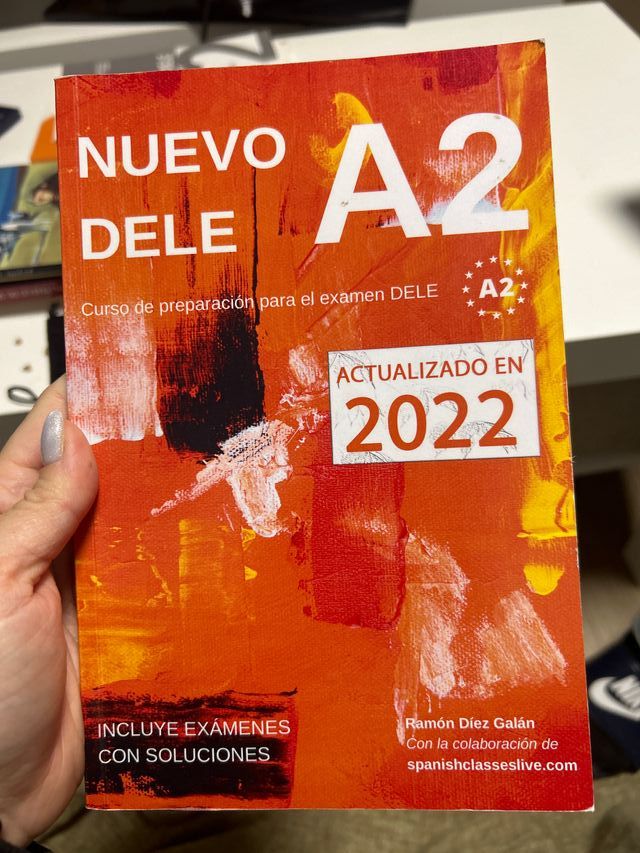 NUEVO
DELE
A2
Curso de preparación para el examen DELE
A2
ACTUALIZADO EN
2022
INCLUYE EXÁMENES
CON SOLUCIONES
Ramón Díez Galán
Con la colaboración de
spanishclasseslive.com